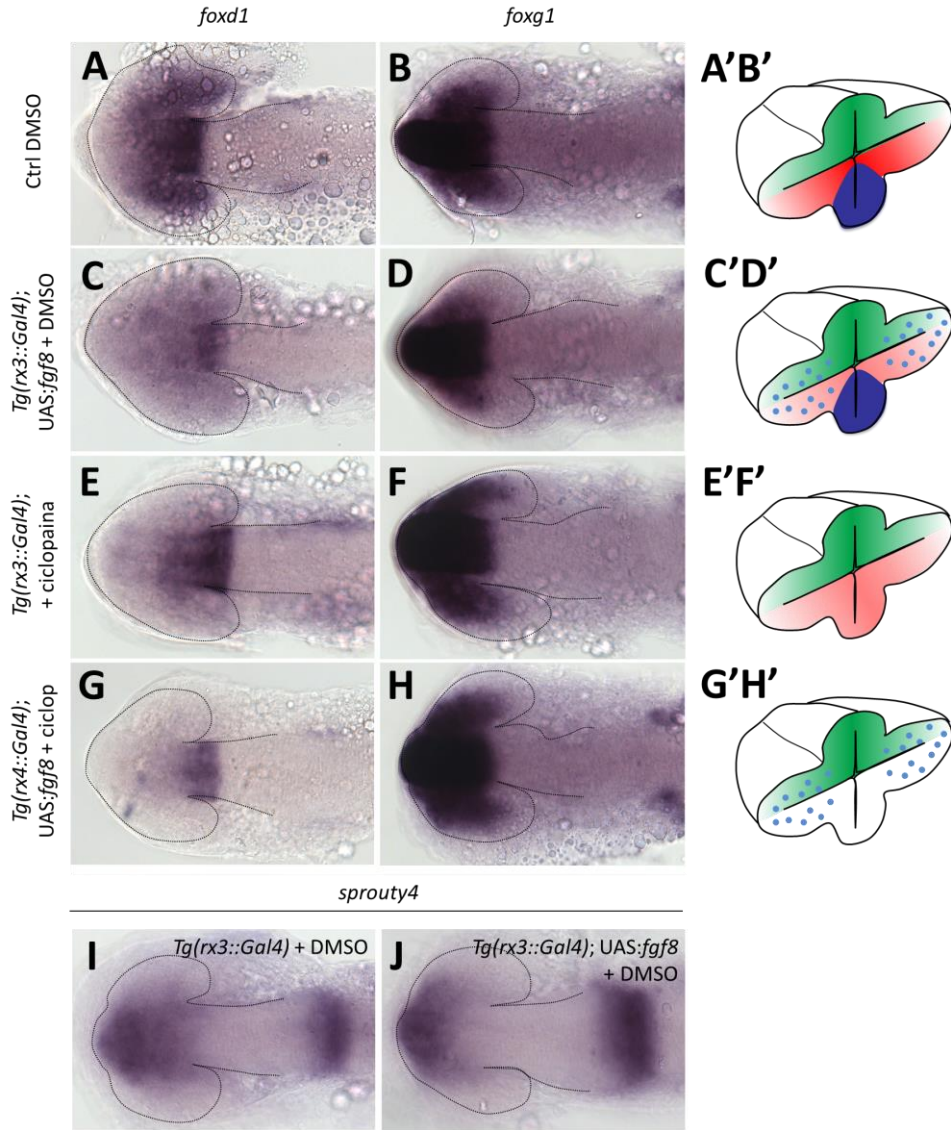 foxd1
foxg1
Ctrl DMSO
A
B
A’B’
Tg(rx3::Gal4);
UAS:fgf8 + DMSO
C
D
C’D’
Tg(rx3::Gal4);
+ ciclopaina
E
F
E’F’
Tg(rx4::Gal4);
UAS:fgf8 + ciclop
G
H
G’H’
sprouty4
I
Tg(rx3::Gal4) + DMSO
J
Tg(rx3::Gal4); UAS:fgf8
+ DMSO